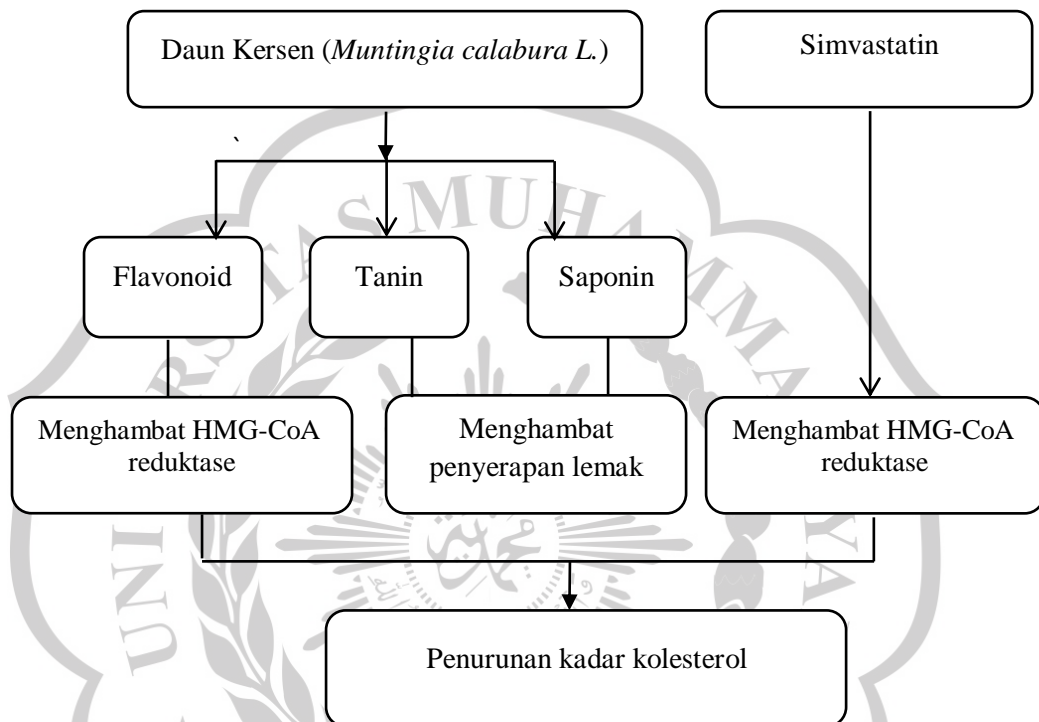 Daun Kersen (Muntingia calabura L.)
Simvastatin
`
Flavonoid
Tanin
Saponin
Menghambat HMG-CoA
reduktase
Menghambat
penyerapan lemak
Menghambat HMG-CoA
reduktase
Penurunan kadar kolesterol